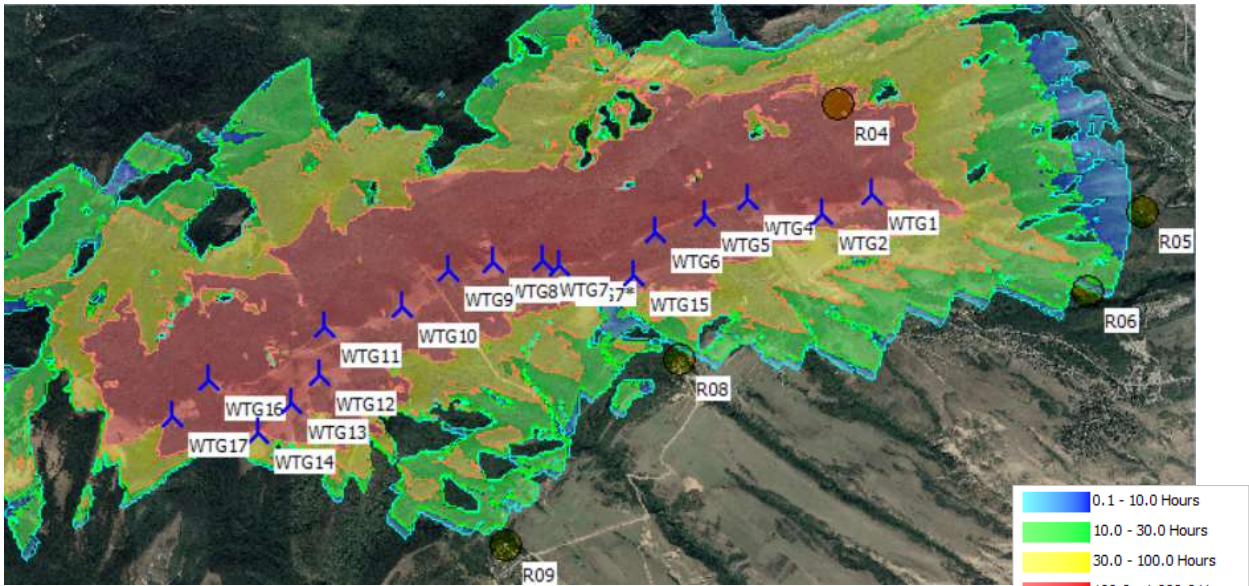 R04
R05
WTG1
WTG4
WTG2
WTG5
WTG6
R06
WTG9
WTG8
WTG7
G7*
WTG15
WTG10
WTG11
R08
WTG12
WTG16
WTG13
WTG17
WTG14
R09
0.1 - 10.0 Hours
10.0 - 30.0 Hours
30.0 - 100.0 Hours